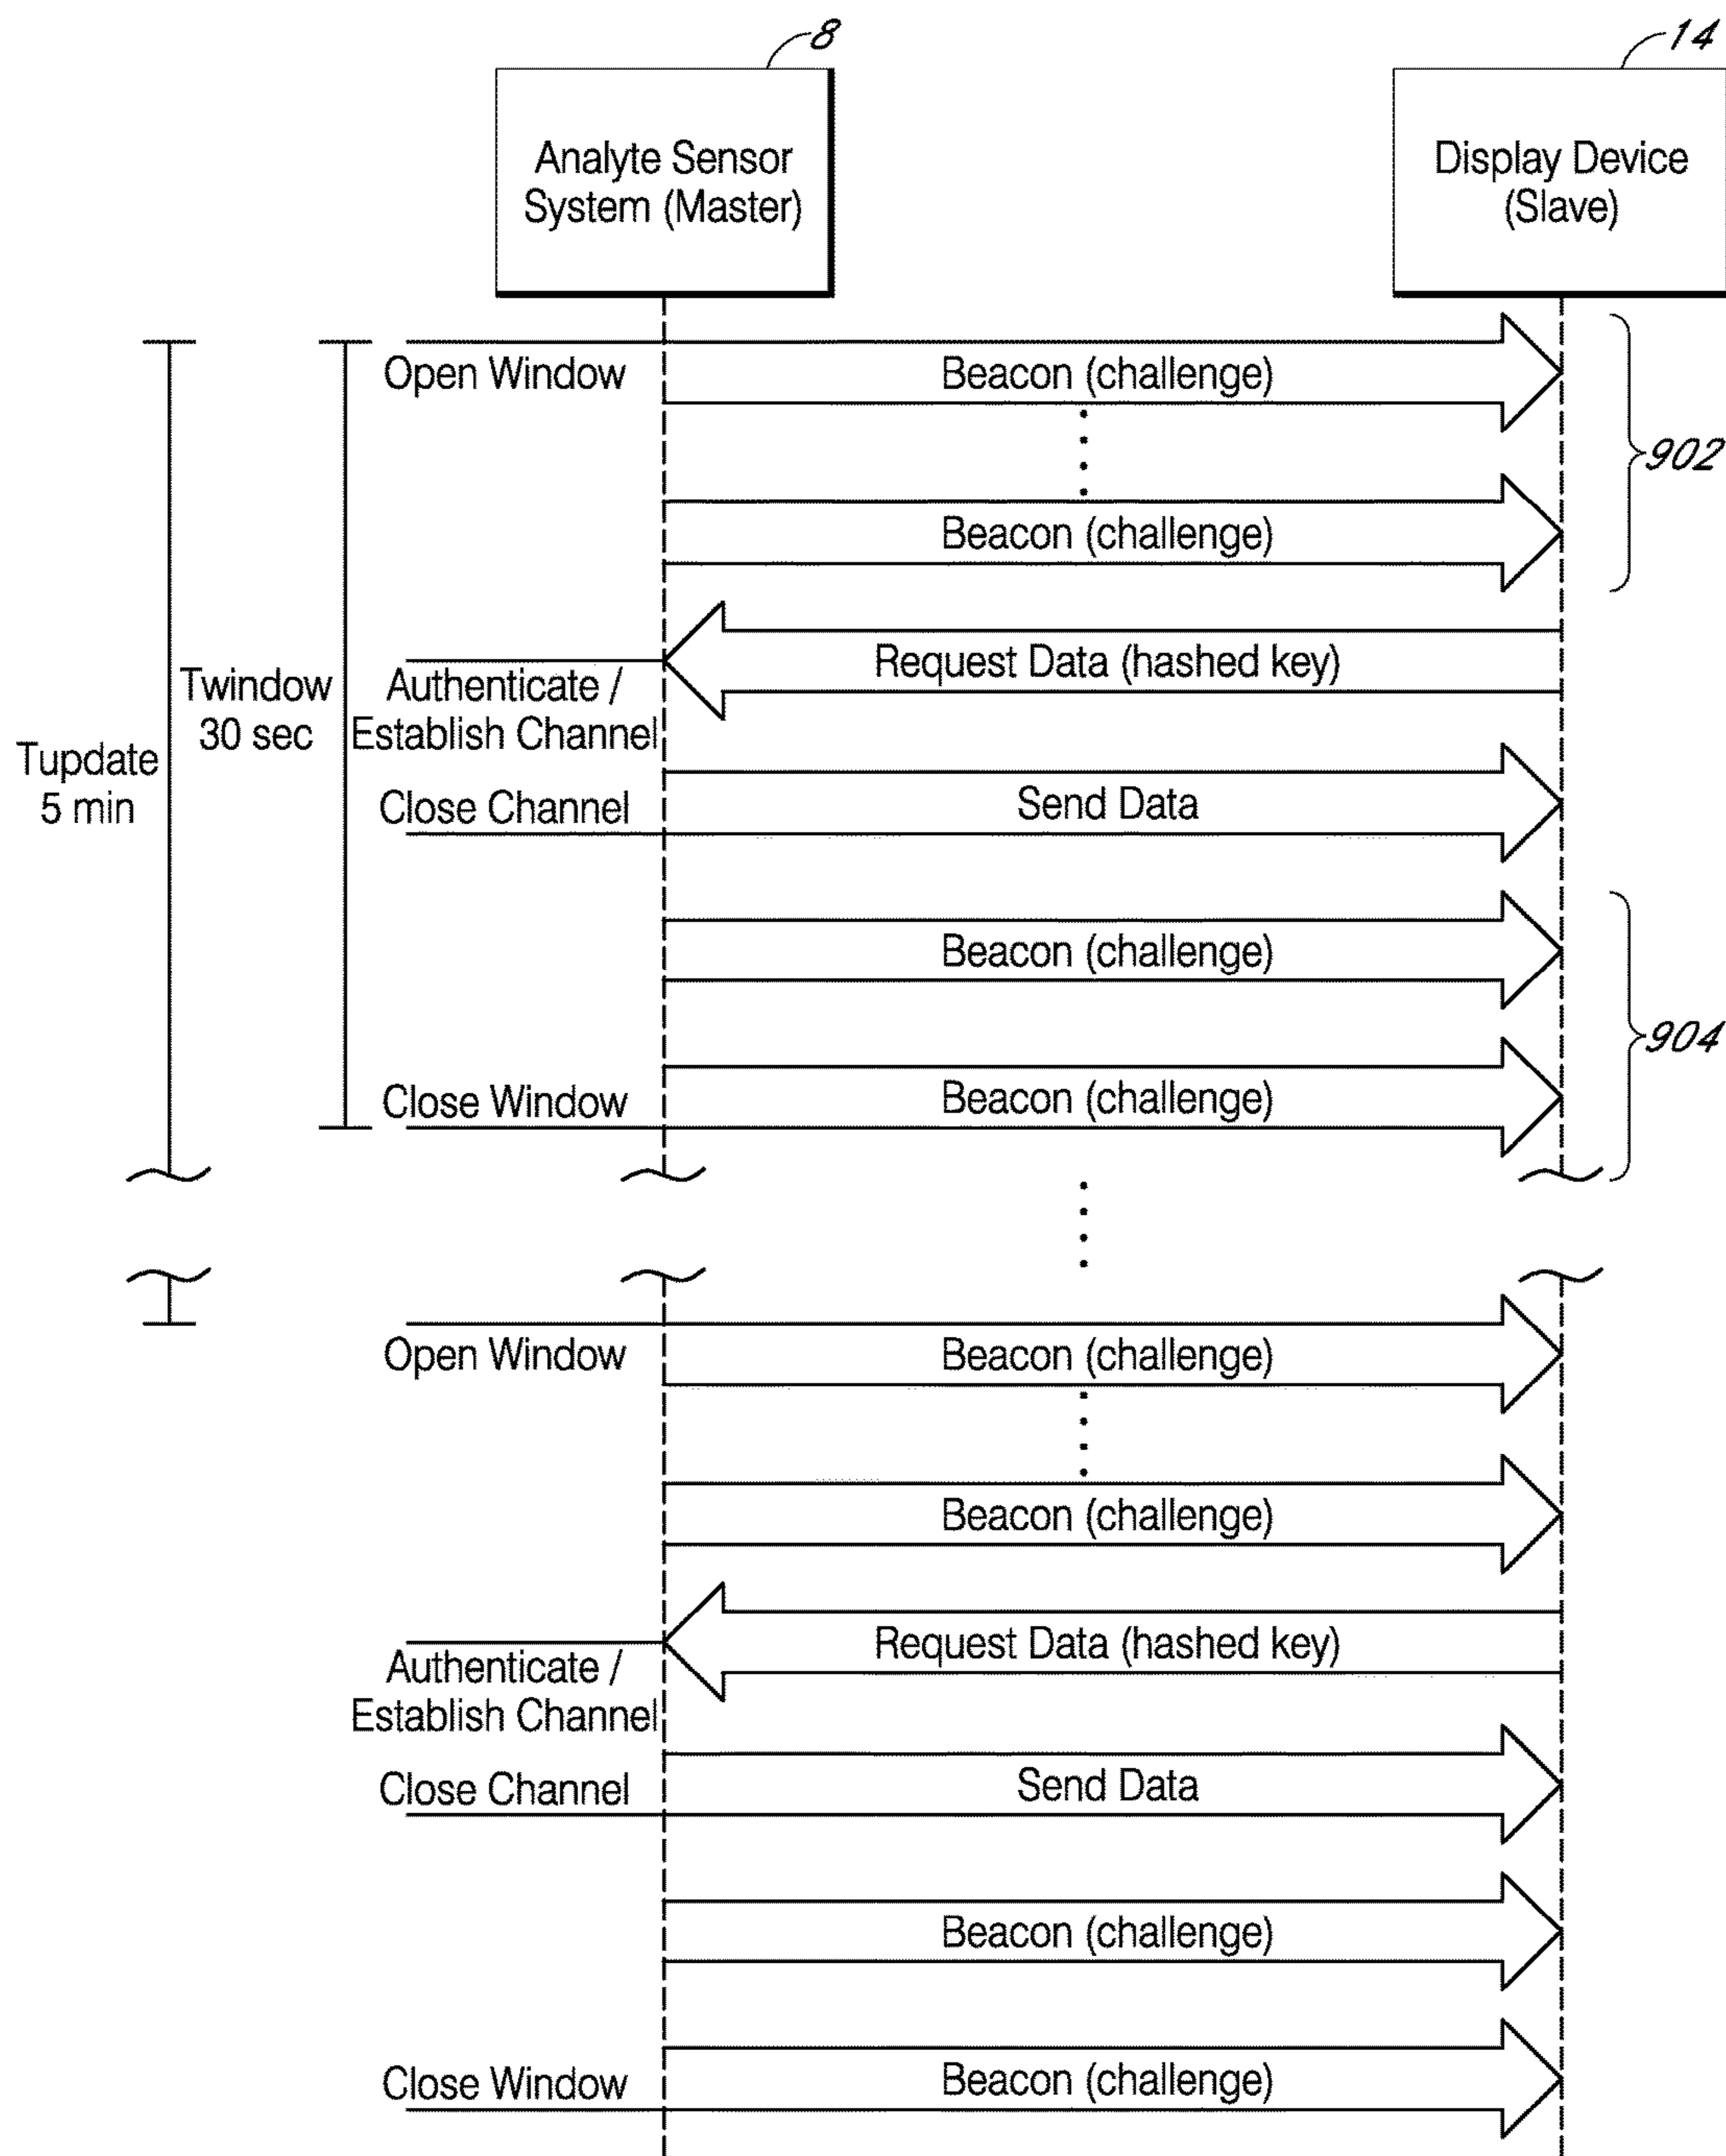 8
14
Analyte Sensor
System (Master)
Display Device
(Slave)
Open Window
Beacon (challenge)
902
Beacon (challenge)
Request Data (hashed key)
Authenticate /
Establish Channel
Twindow
30 sec
Tupdate
5 min
Close Channel
Send Data
Beacon (challenge)
904
Close Window
Beacon (challenge)
Open Window
Beacon (challenge)
Beacon (challenge)
Request Data (hashed key)
Authenticate /
Establish Channel
Close Channel
Send Data
Beacon (challenge)
Close Window
Beacon (challenge)